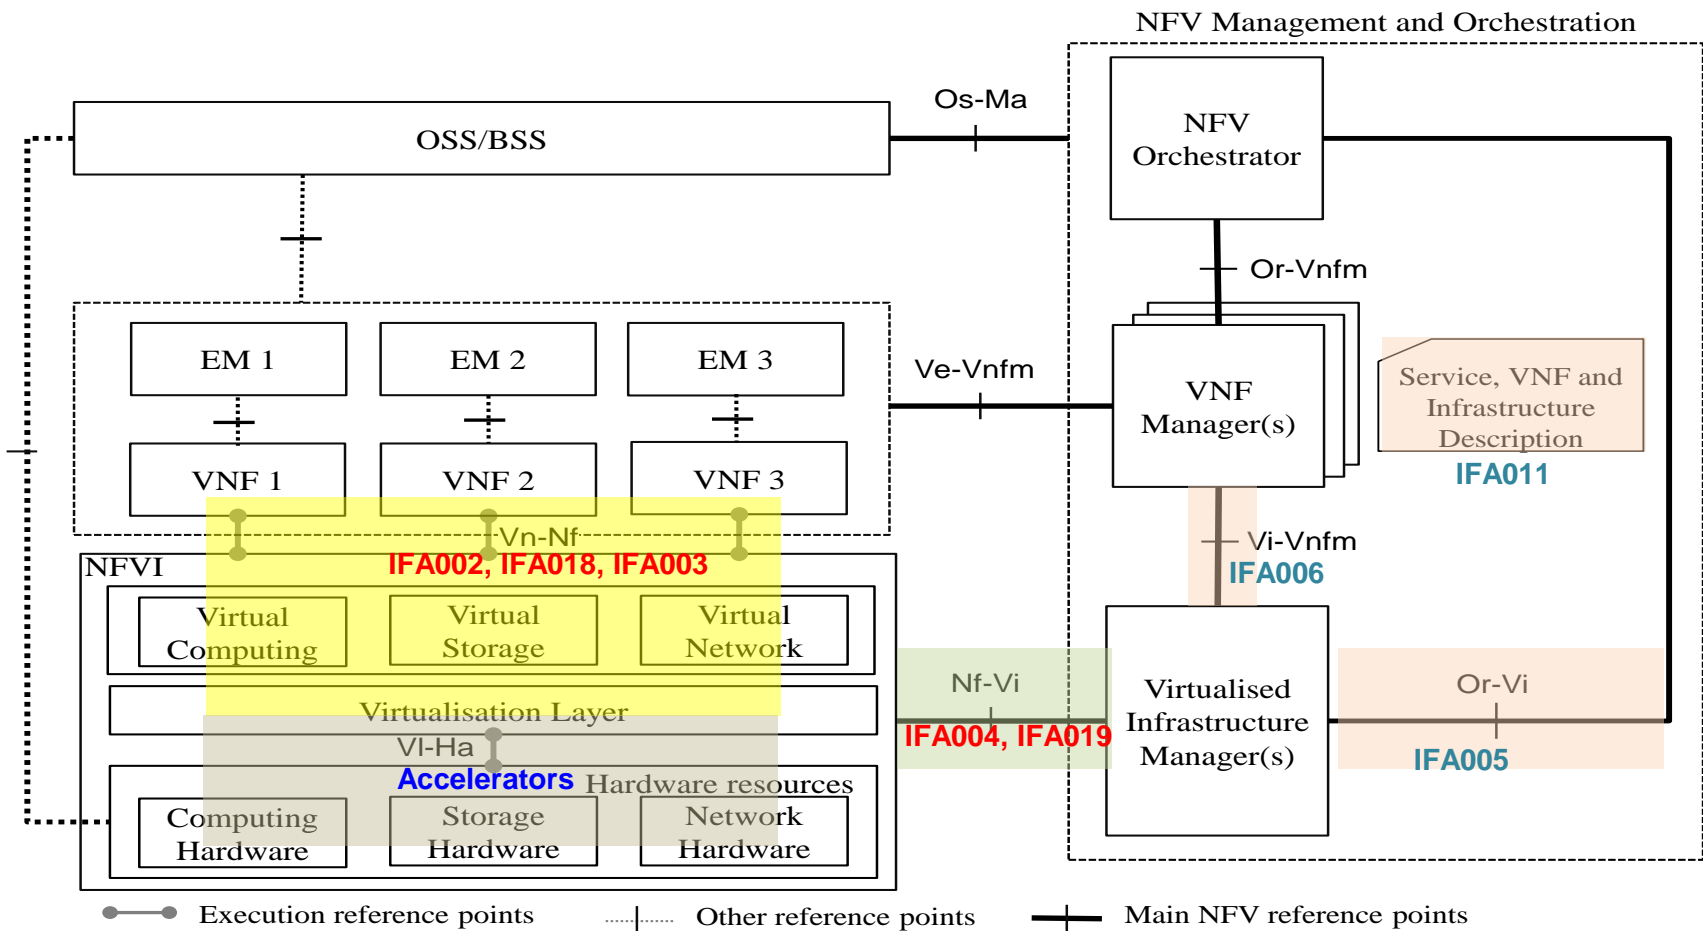 NFV Management and Orchestration
Os-Ma
OSS/BSS
NFV
Orchestrator
Or-Vnfm
EM 1
EM 2
EM 3
Ve-Vnfm
VNF
Manager(s)
Service, VNF and
Infrastructure
Description
IFA011
VNF 1
VNF 2
VNF 3
Vn-Nf
IFA002, IFA018, IFA003
NFVI
Vi-Vnfm
IFA006
Virtual
Computing
Virtual
Storage
Virtual
Network
Nf-Vi
IFA004, IFA019
Virtualised
Infrastructure
Manager(s)
Or-Vi
IFA005
Virtualisation Layer
VI-Ha
Accelerators
Hardware resources
Computing
Hardware
Storage
Hardware
Network
Hardware
Execution reference points
Other reference points
Main NFV reference points